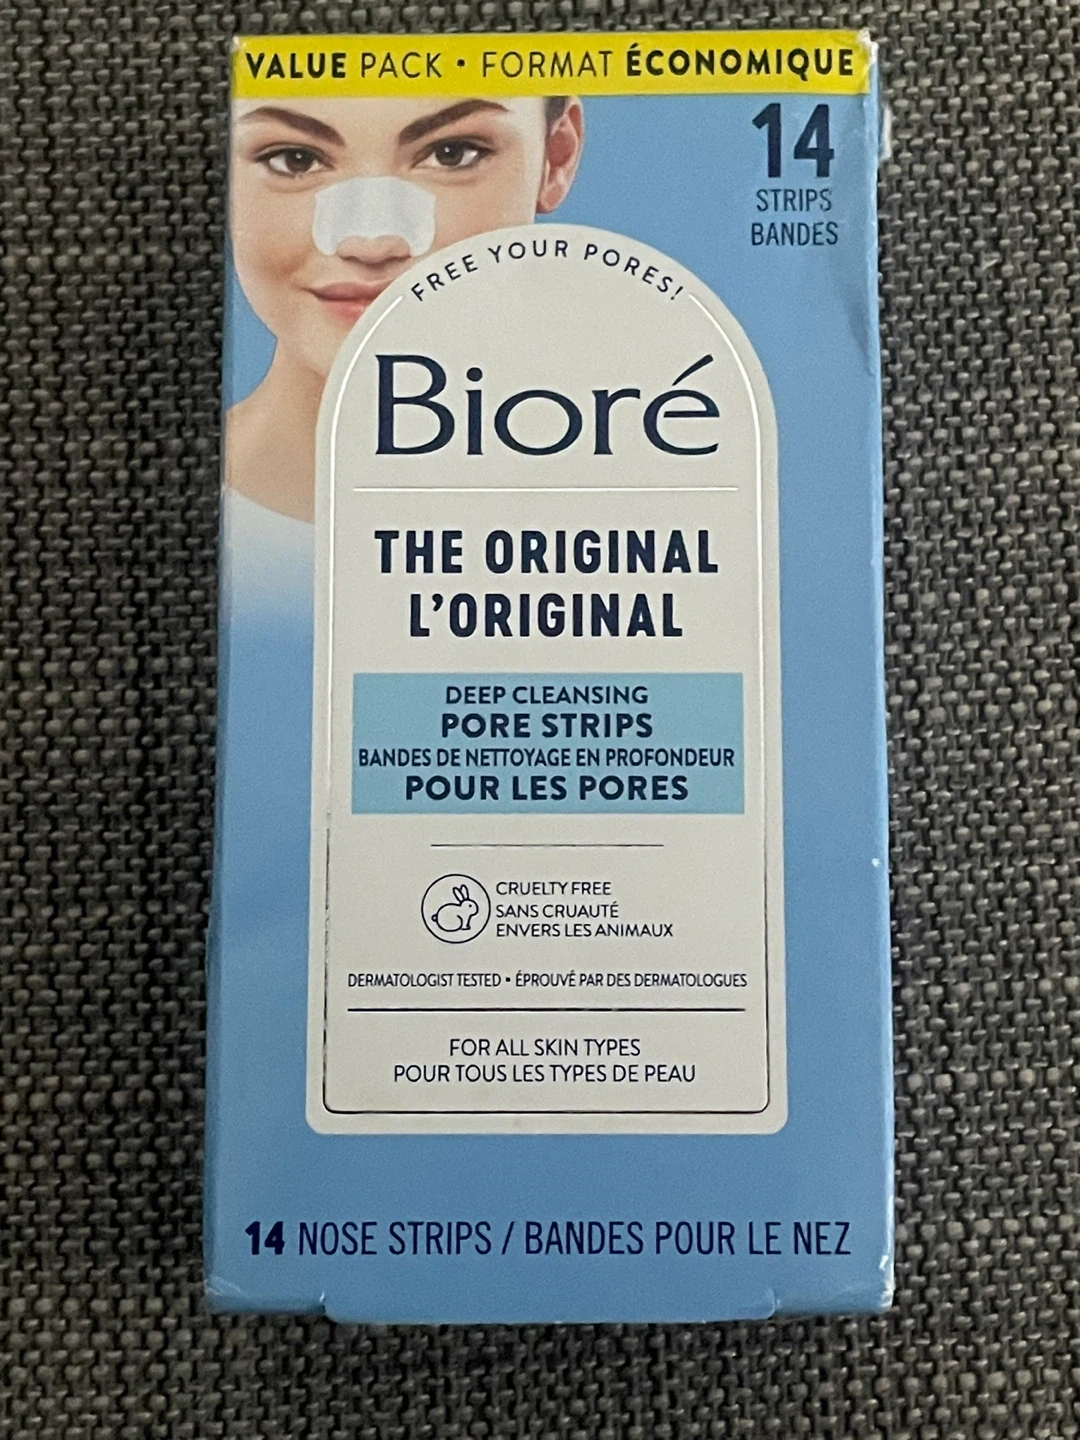 VALUE PACK • FORMAT ÉCONOMIQUE
14
STRIPS
BANDES
FREE YOUR PORES!
Bioré
THE ORIGINAL
L'ORIGINAL
DEEP CLEANSING
PORE STRIPS
BANDES DE NETTOYAGE EN PROFONDEUR
POUR LES PORES
CRUELTY FREE
SANS CRUAUTÉ
ENVERS LES ANIMAUX
DERMATOLOGIST TESTED • ÉPROUVÉ PAR DES DERMATOLOGUES
FOR ALL SKIN TYPES
POUR TOUS LES TYPES DE PEAU
14 NOSE STRIPS / BANDES POUR LE NEZ